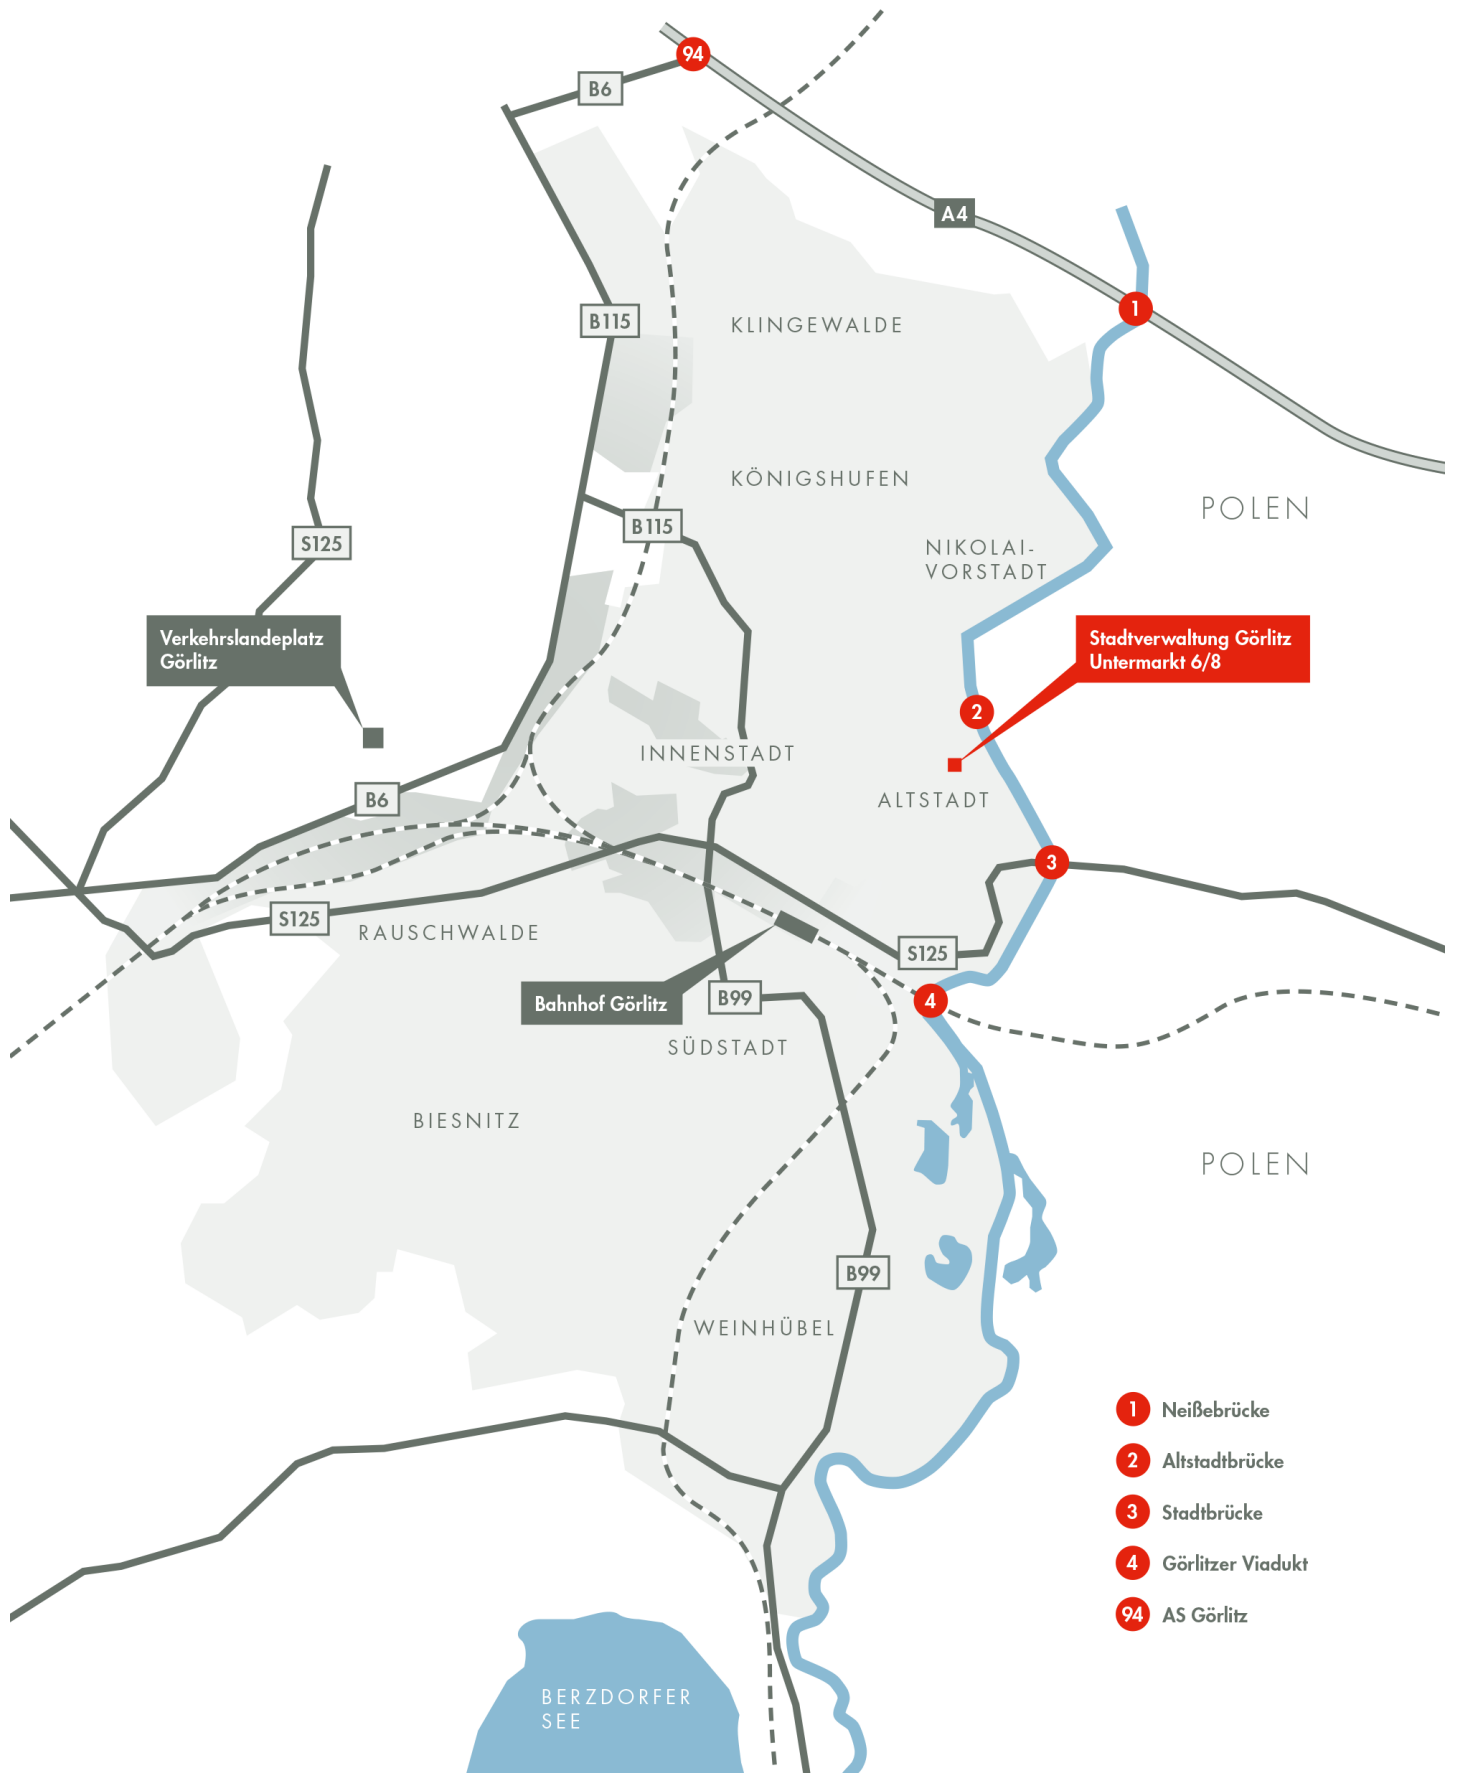 94
B6
A4
1
B115
KLINGEWALDE
KÖNIGSHUFEN
POLEN
B115
S125
NIKOLAI-
VORSTADT
Verkehrslandeplatz
Görlitz
Stadtverwaltung Görlitz
Untermarkt 6/8
2
INNENSTADT
B6
ALTSTADT
3
S125
RAUSCHWALDE
S125
Bahnhof Görlitz
B99
4
SÜDSTADT
BIESNITZ
POLEN
B99
WEINHÜBEL
1 Neißebrücke
2 Altstadtbrücke
3 Stadtbrücke
4 Görlitzer Viadukt
94 AS Görlitz
BERZDORFER
SEE